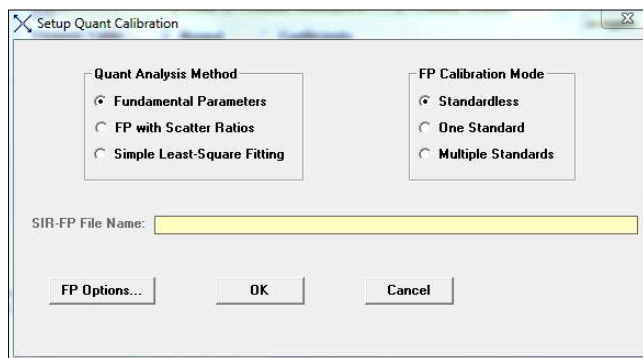 Setup Quant Calibration
Quant Analysis Method
Fundamental Parameters
FP with Scatter Ratios
Simple Least-Square Fitting
FP Calibration Mode
Standardless
One Standard
Multiple Standards
SIR-FP File Name:
FP Options...
OK
Cancel